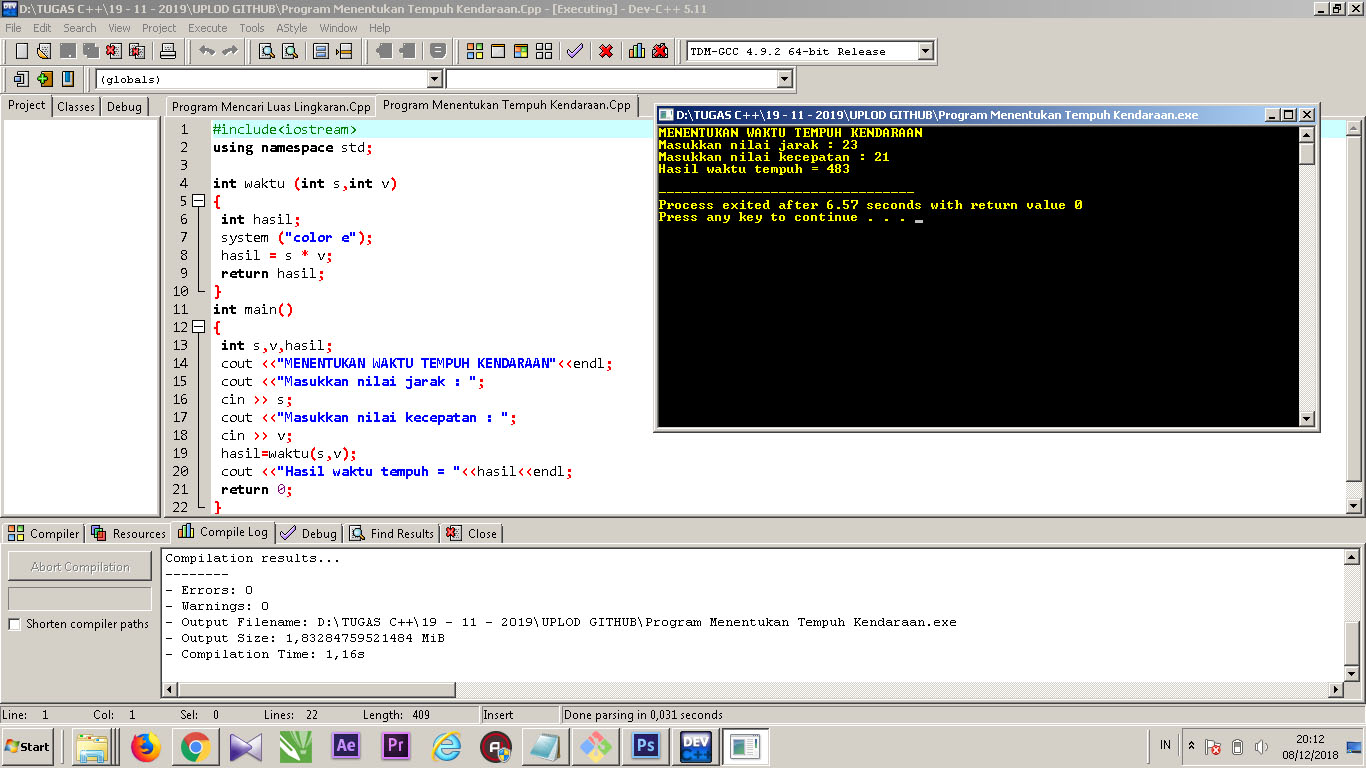 D:\TUGAS C++\19 - 11 - 2019\UPLOD GITHUB\Program Menentukan Tempuh Kendaraan.Cpp - [Executing] - Dev-C++ 5.11
File Edit Search View Project Execute Tools AStyle Window Help
TDM-GCC 4.9.2 64-bit Release
(globals)
Project Classes Debug
Program Mencari Luas Lingkaran.Cpp Program Menentukan Tempuh Kendaraan.Cpp
1 #include<iostream>
2 using namespace std;
3
4 int waktu (int s,int v)
5 {
6 int hasil;
7 system ("color e");
8 hasil = s * v;
9 return hasil;
10 }
11 int main()
12 {
13 int s,v,hasil;
14 cout <<"MENENTUKAN WAKTU TEMPUH KENDARAAN"<<endl;
15 cout <<"Masukkan nilai jarak : ";
16 cin >> s;
17 cout <<"Masukkan nilai kecepatan : ";
18 cin >> v;
19 hasil=waktu(s,v);
20 cout <<"Hasil waktu tempuh = "<<hasil<<endl;
21 return 0;
22 }
D:\TUGAS C++\19 - 11 - 2019\UPLOD GITHUB\Program Menentukan Tempuh Kendaraan.exe
MENENTUKAN WAKTU TEMPUH KENDARAAN
Masukkan nilai jarak : 23
Masukkan nilai kecepatan : 21
Hasil waktu tempuh = 483
--------------------------------
Process exited after 6.57 seconds with return value 0
Press any key to continue . . . _
Compiler Resources Compile Log Debug Find Results Close
Abort Compilation
Shorten compiler paths
Compilation results...
--------
- Errors: 0
- Warnings: 0
- Output Filename: D:\TUGAS C++\19 - 11 - 2019\UPLOD GITHUB\Program Menentukan Tempuh Kendaraan.exe
- Output Size: 1,83284759521484 MiB
- Compilation Time: 1,16s
Line: 1 Col: 1 Sel: 0 Lines: 22 Length: 409 Insert Done parsing in 0,031 seconds
Start Ae Pr Ps DEV IN 20:12
08/12/2018